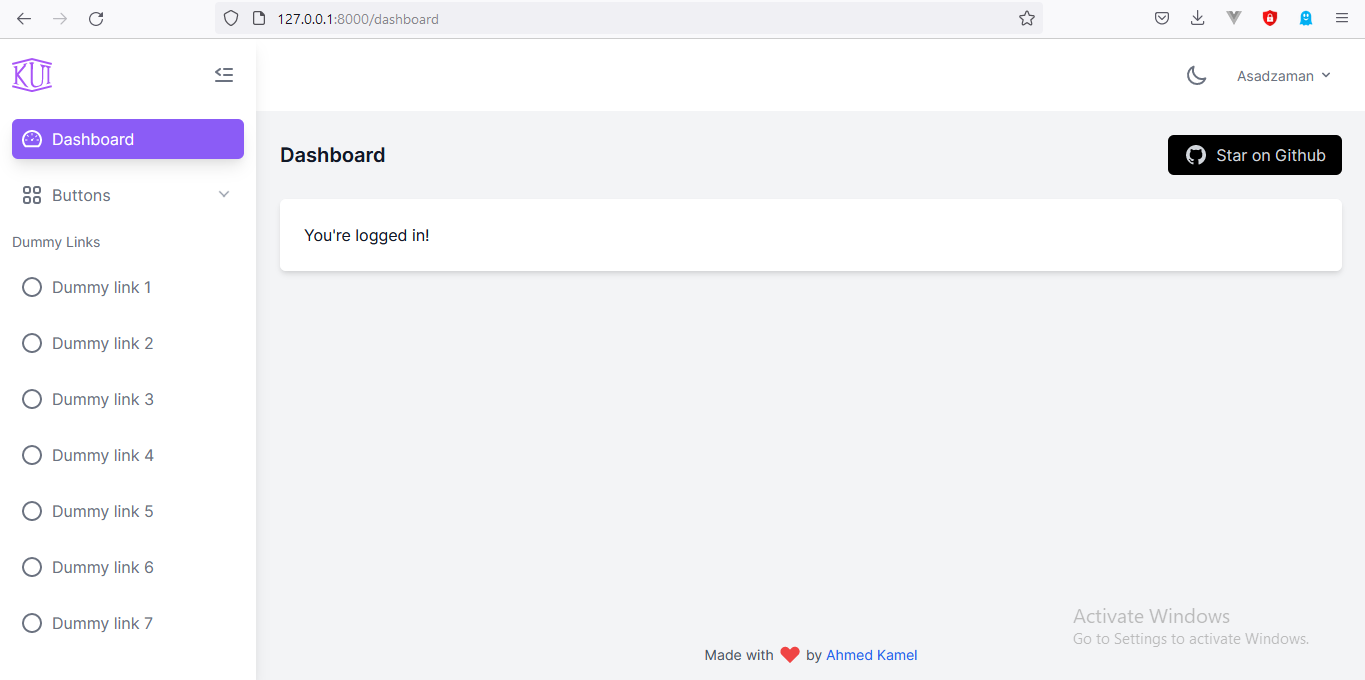 127.0.0.1:8000/dashboard
KUI
Asadzaman
Dashboard
Buttons
Dummy Links
Dummy link 1
Dummy link 2
Dummy link 3
Dummy link 4
Dummy link 5
Dummy link 6
Dummy link 7
Dashboard
Star on Github
You're logged in!
Activate Windows
Go to Settings to activate Windows.
Made with ❤ by Ahmed Kamel